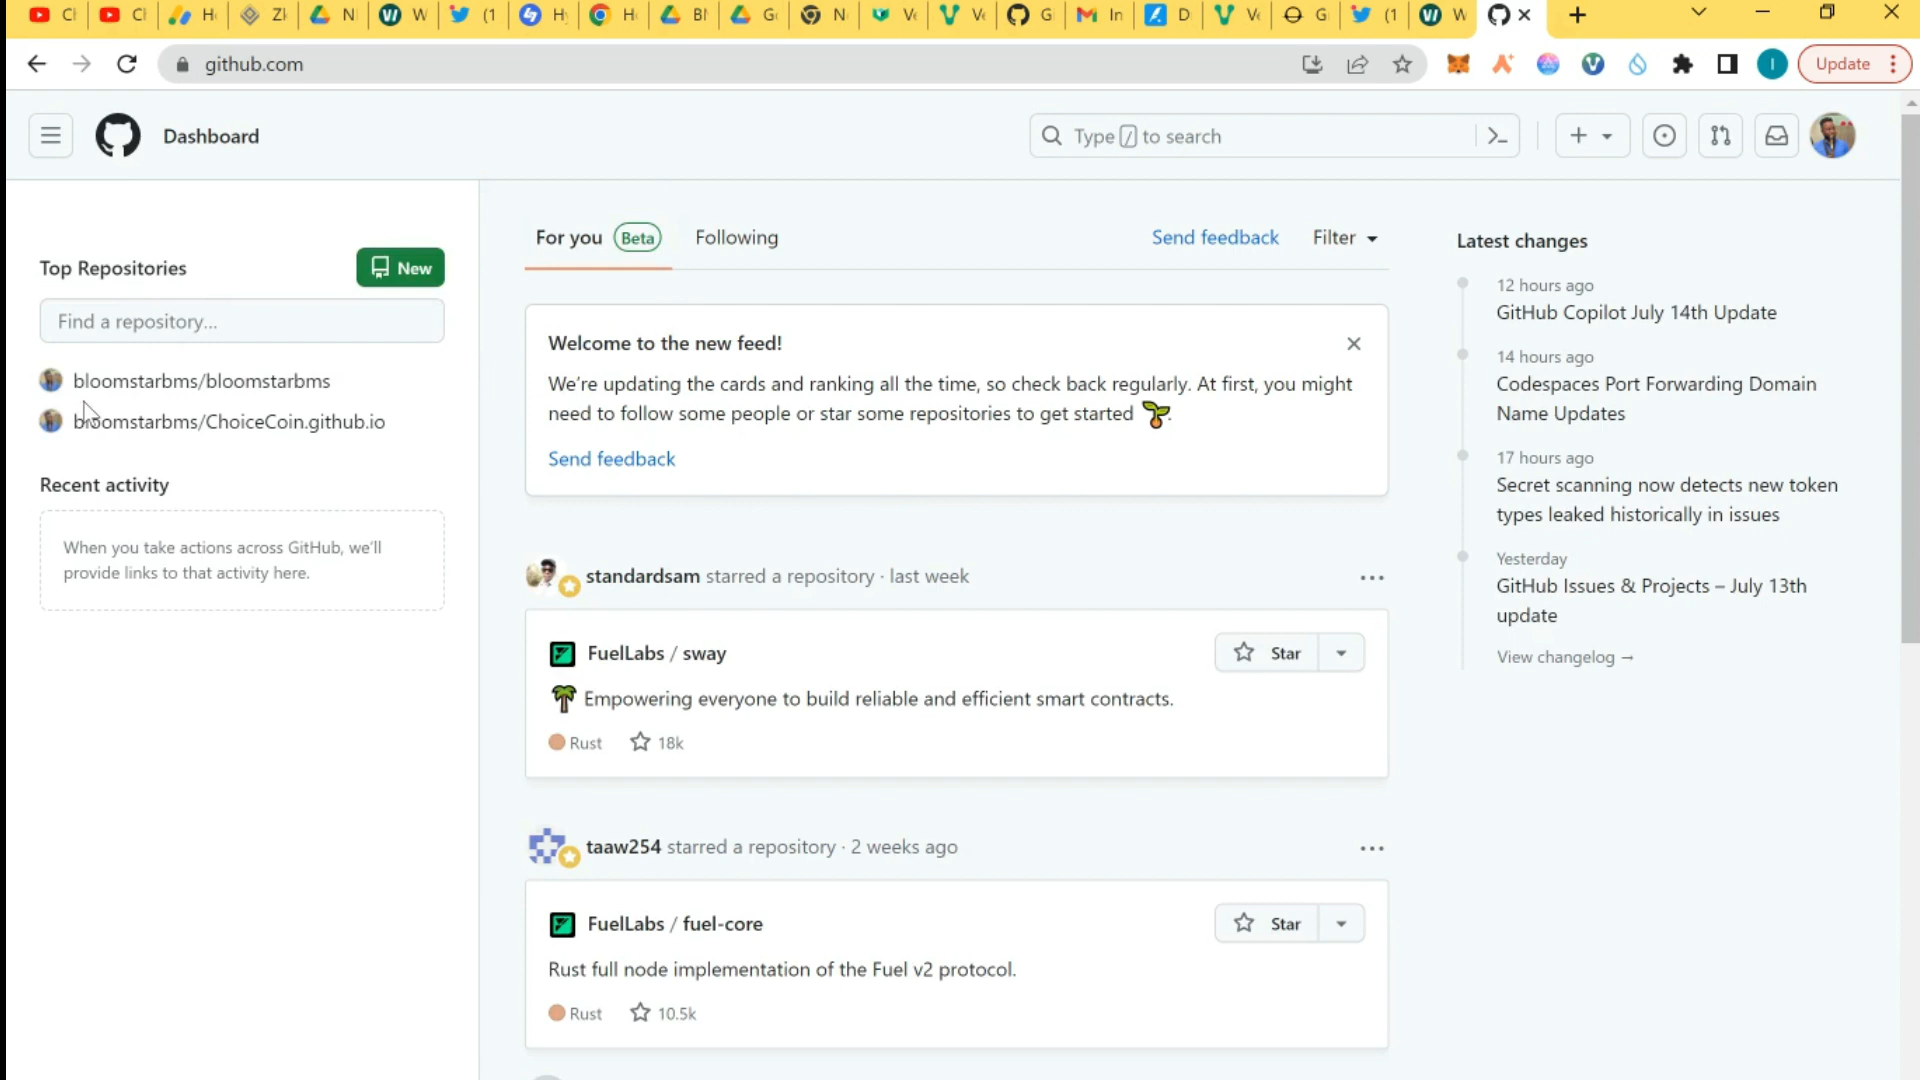 github.com
Update
Dashboard
Type / to search
Top Repositories
New
Find a repository...
bloomstarbms/bloomstarbms
bloomstarbms/ChoiceCoin.github.io
Recent activity
When you take actions across GitHub, we'll
provide links to that activity here.
For you Beta
Following
Send feedback
Filter
Welcome to the new feed!
We're updating the cards and ranking all the time, so check back regularly. At first, you might
need to follow some people or star some repositories to get started
Send feedback
standardsam starred a repository · last week
FuelLabs / sway
Star
Empowering everyone to build reliable and efficient smart contracts.
Rust 18k
taaw254 starred a repository · 2 weeks ago
FuelLabs / fuel-core
Star
Rust full node implementation of the Fuel v2 protocol.
Rust 10.5k
Latest changes
12 hours ago
GitHub Copilot July 14th Update
14 hours ago
Codespaces Port Forwarding Domain
Name Updates
17 hours ago
Secret scanning now detects new token
types leaked historically in issues
Yesterday
GitHub Issues & Projects – July 13th
update
View changelog →